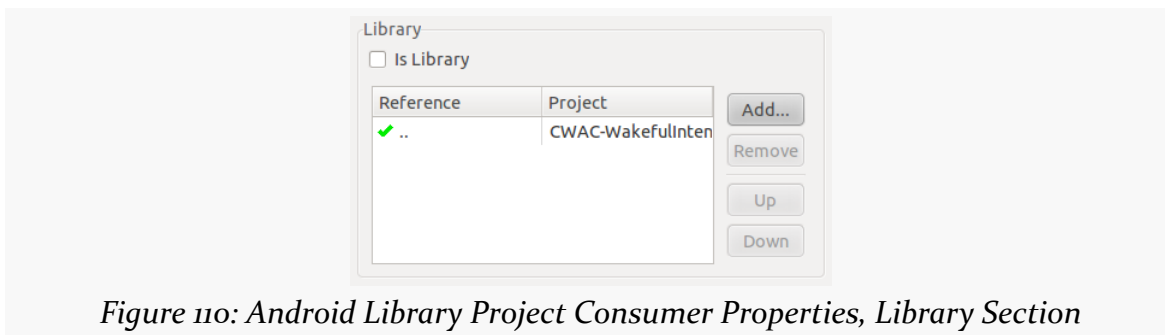 Library
Is Library
Reference Project
.. CWAC-WakefulInten
Add...
Remove
Up
Down
Figure 110: Android Library Project Consumer Properties, Library Section